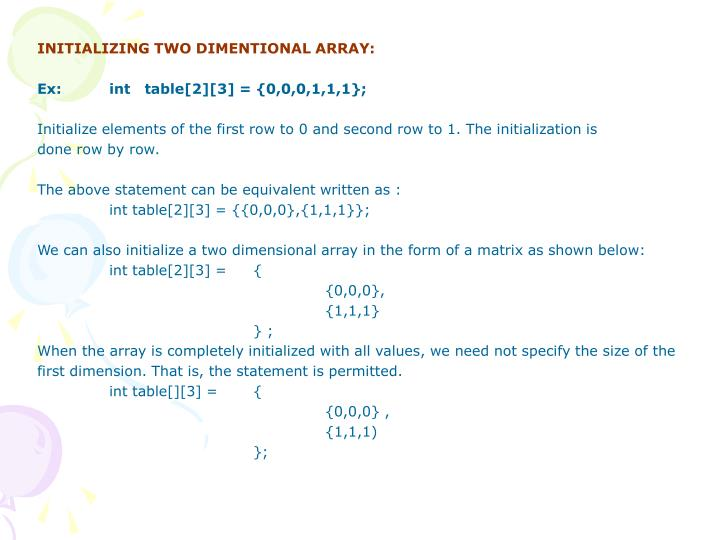 INITIALIZING TWO DIMENTIONAL ARRAY:
Ex: int table[2][3] = {0,0,0,1,1,1};
Initialize elements of the first row to 0 and second row to 1. The initialization is
done row by row.
The above statement can be equivalent written as :
int table[2][3] = {{0,0,0},{1,1,1}};
We can also initialize a two dimensional array in the form of a matrix as shown below:
int table[2][3] = {
{0,0,0},
{1,1,1}
} ;
When the array is completely initialized with all values, we need not specify the size of the
first dimension. That is, the statement is permitted.
int table[][3] = {
{0,0,0} ,
{1,1,1)
};